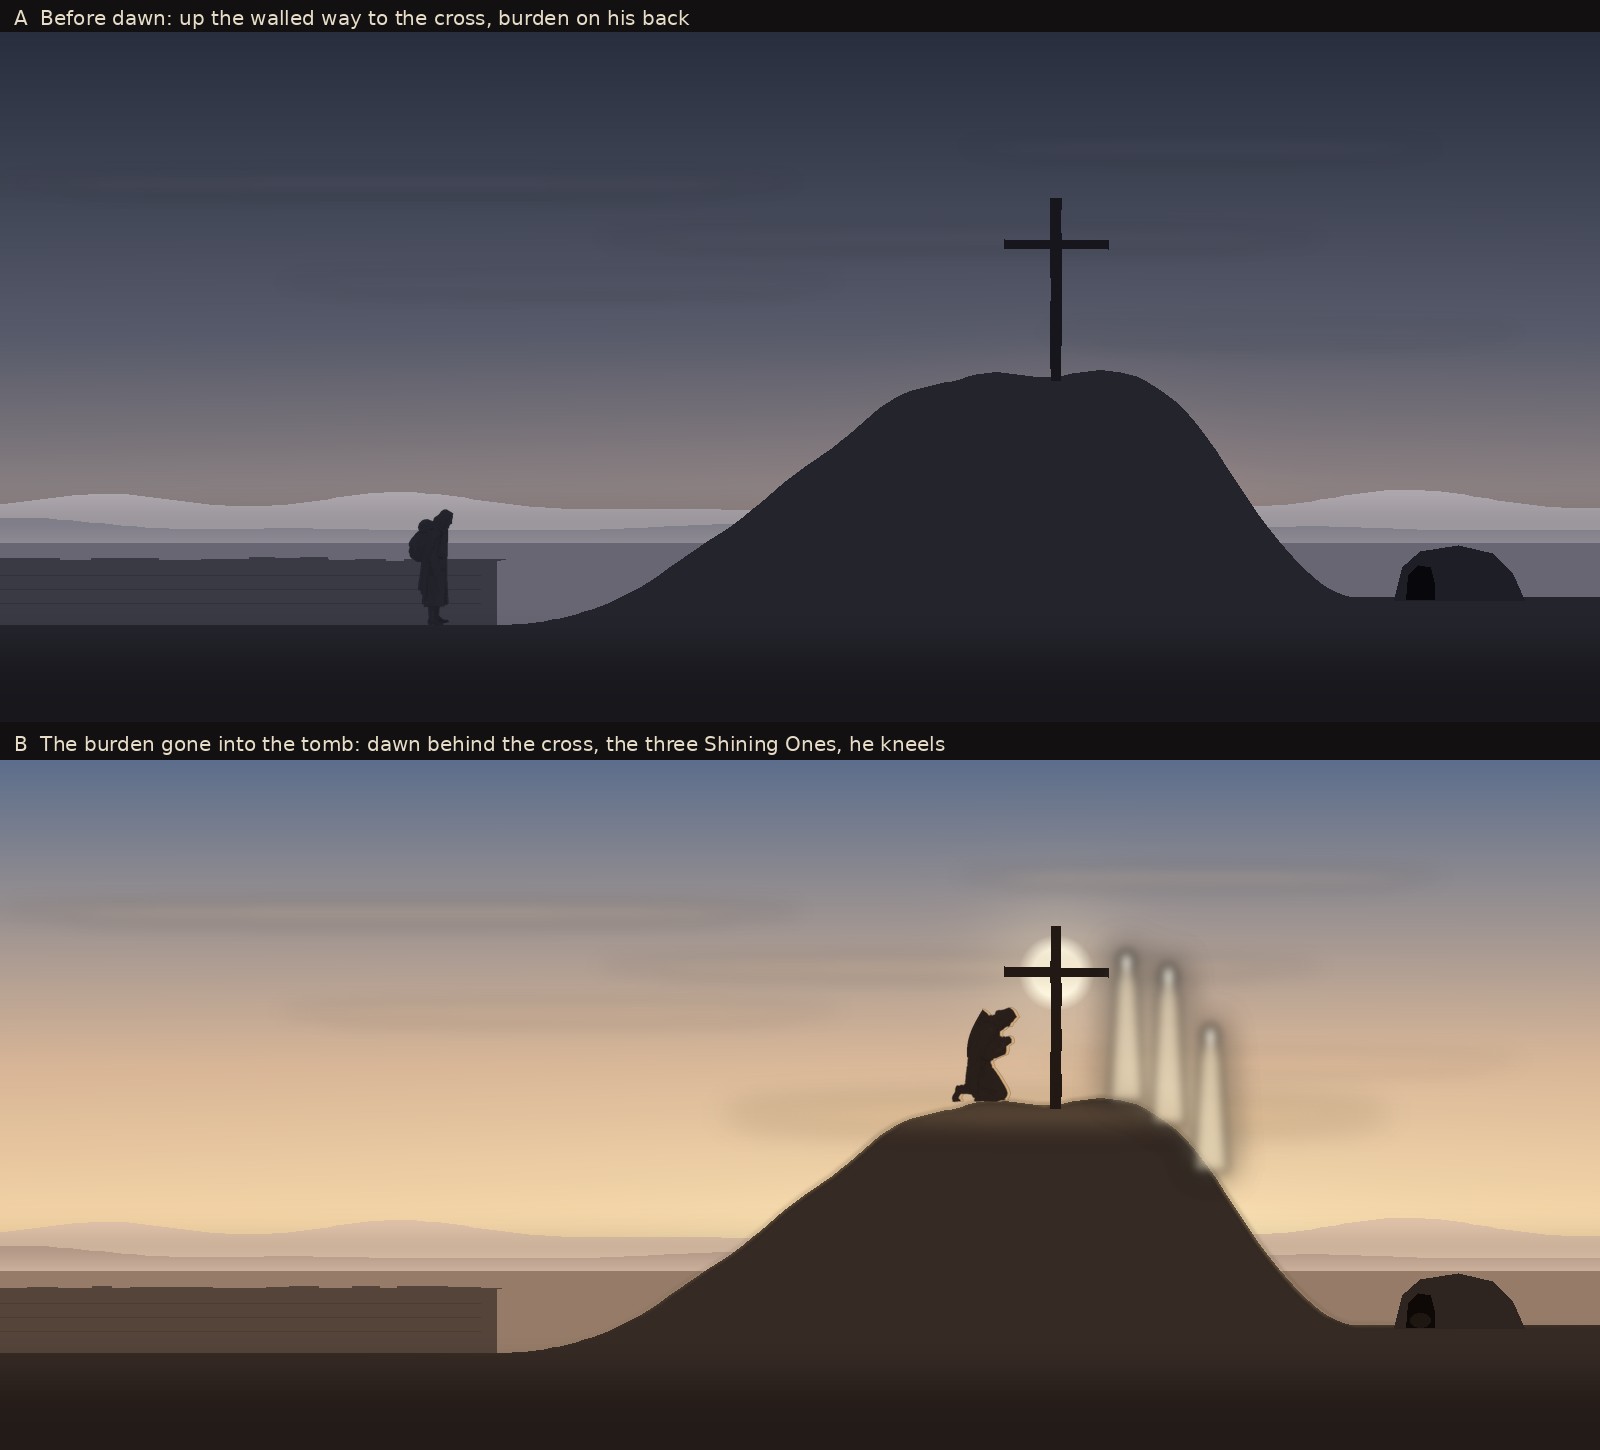 A Before dawn: up the walled way to the cross, burden on his back
B The burden gone into the tomb: dawn behind the cross, the three Shining Ones, he kneels